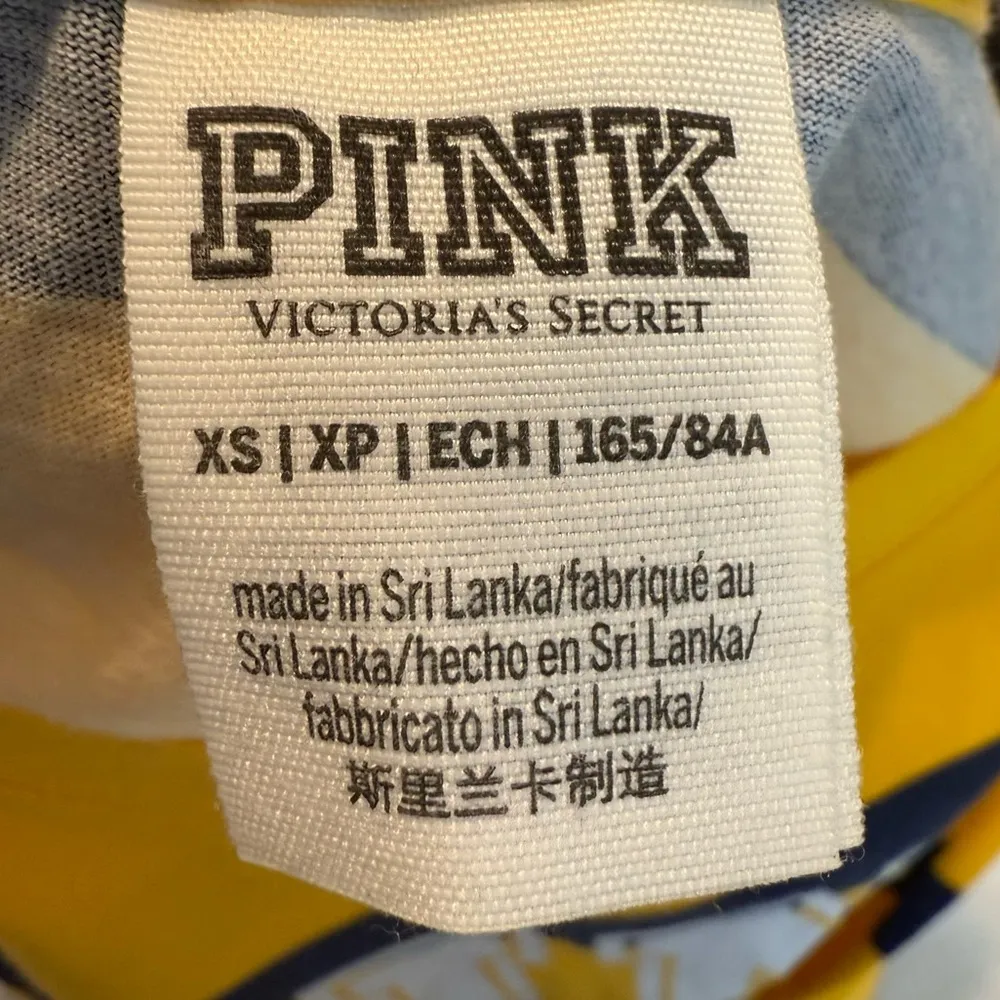 PINK
VICTORIA'S SECRET
XS | XP | ECH | 165/84A
made in Sri Lanka/fabriqué au
Sri Lanka/hecho en Sri Lanka/
fabbricato in Sri Lanka/
斯里兰卡制造